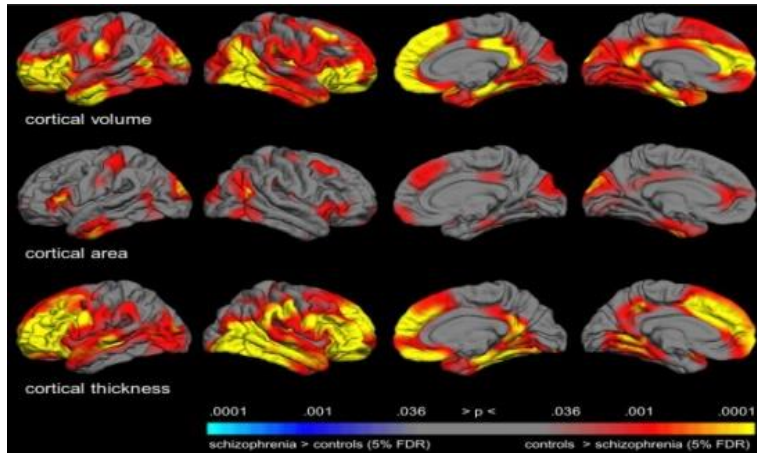 cortical volume
cortical area
cortical thickness
.0001 .001 .036 > p < .036 .001 .0001
schizophrenia > controls (5% FDR) controls > schizophrenia (5% FDR)